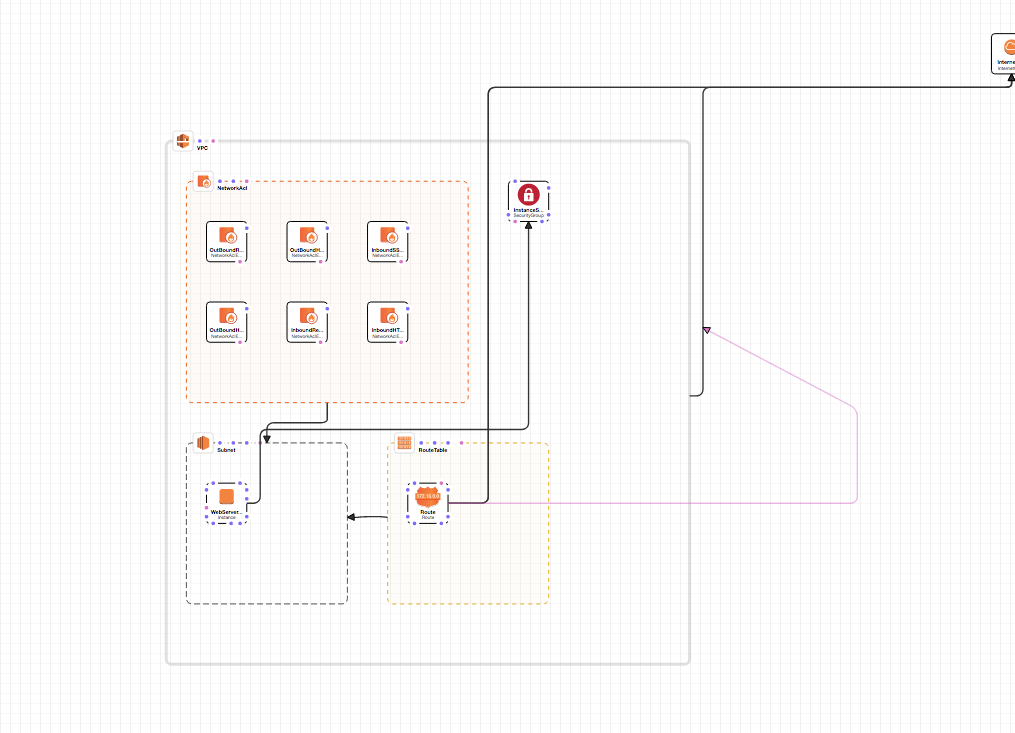 Interne...
Interneti
VPC
NetworkAcl
InstanceS...
SecurityGroup
OutBoundR...
NetworkAclE...
OutBoundH...
NetworkAclE...
InboundSS...
NetworkAclE...
OutBoundH...
NetworkAclE...
InboundRe...
NetworkAclE...
InboundHT...
NetworkAclE...
Subnet
RouteTable
WebServer...
Instance
172.16.0.0
Route
Route